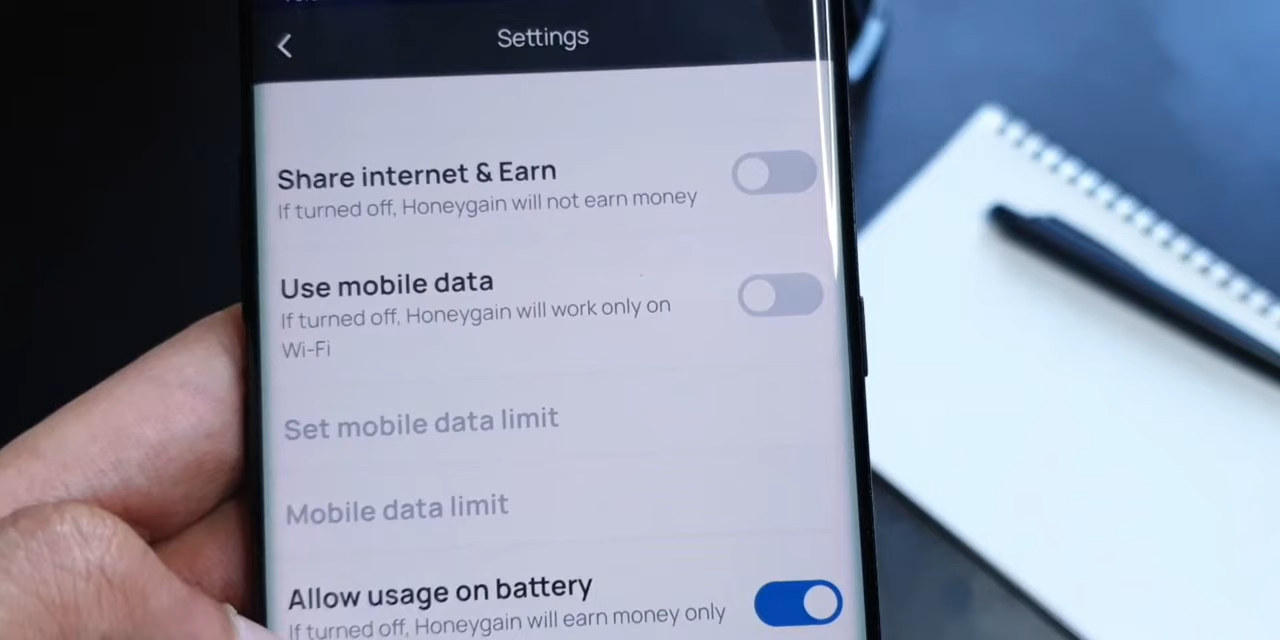 Settings
Share internet & Earn
If turned off, Honeygain will not earn money
Use mobile data
If turned off, Honeygain will work only on
Wi-Fi
Set mobile data limit
Mobile data limit
Allow usage on battery
If turned off, Honeygain will earn money only